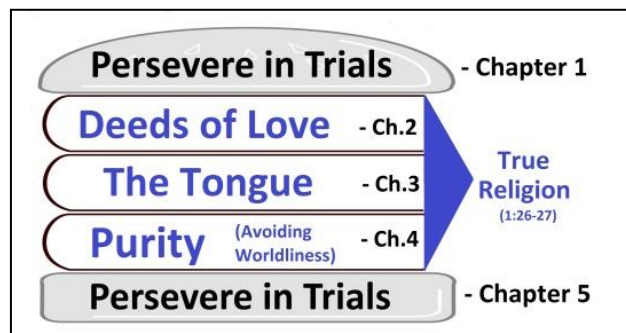 Persevere in Trials - Chapter 1
Deeds of Love - Ch.2
The Tongue - Ch.3
Purity (Avoiding Worldliness) - Ch.4
Persevere in Trials - Chapter 5
True
Religion
(1:26-27)